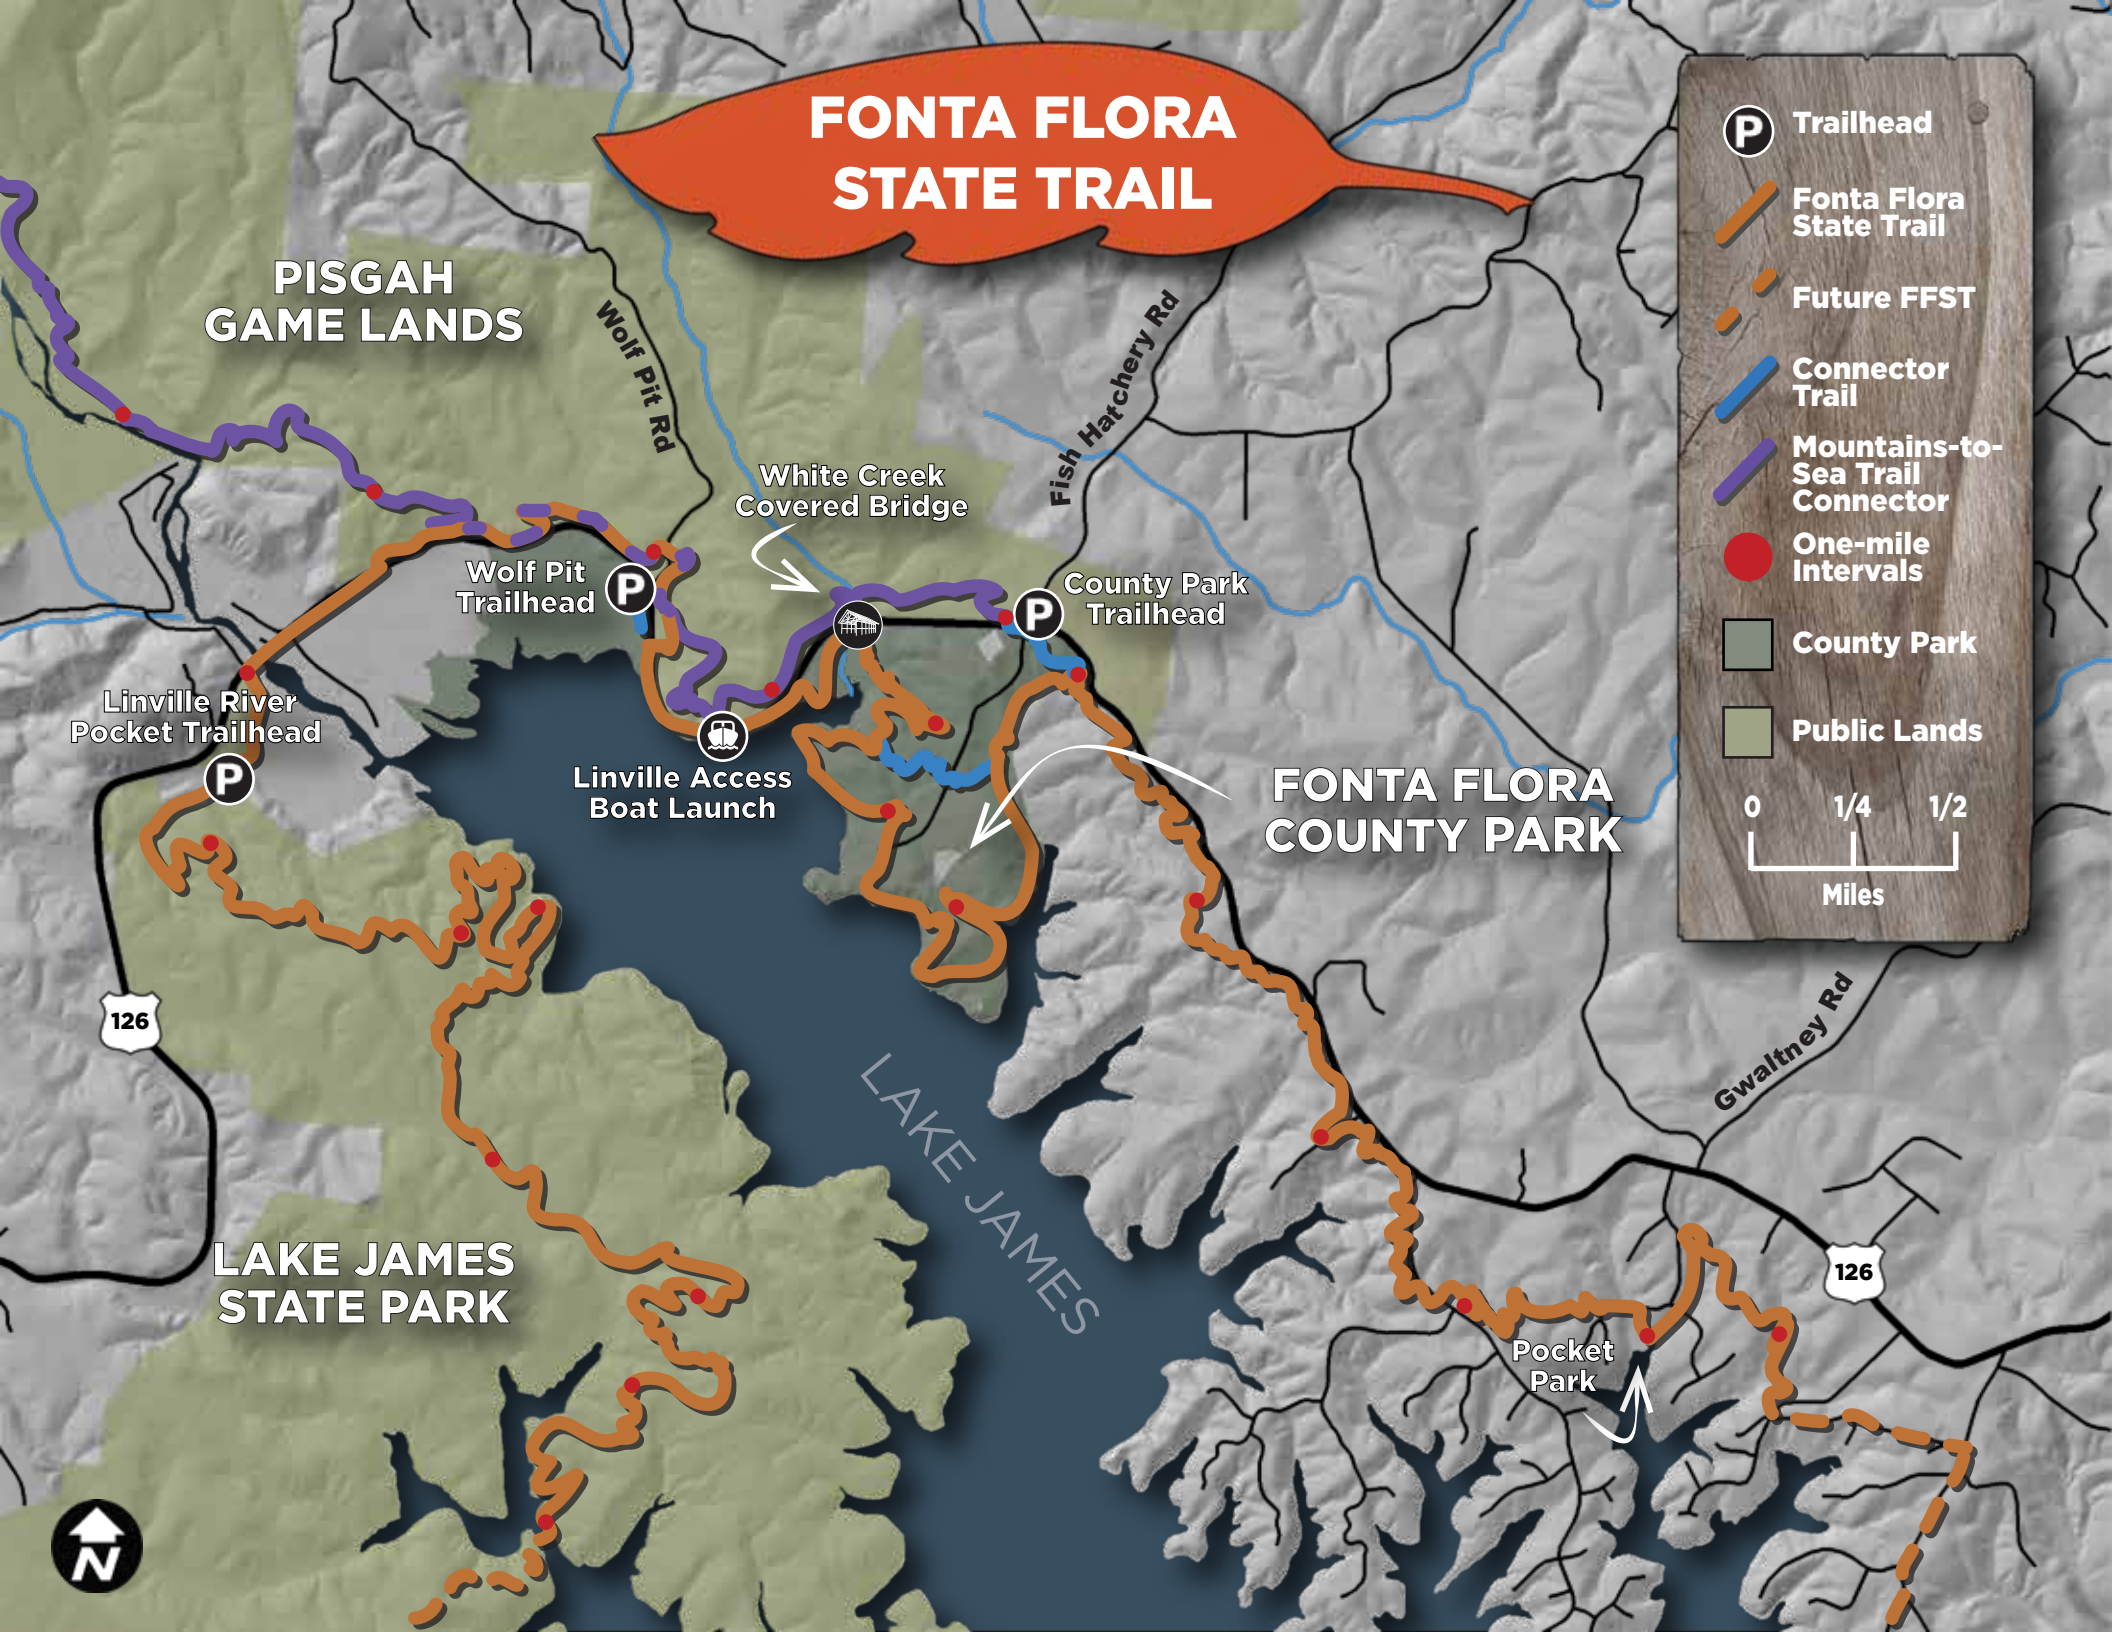 FONTA FLORA
STATE TRAIL
P Trailhead
Fonta Flora
State Trail
Future FFST
Connector
Trail
Mountains-to-
Sea Trail
Connector
One-mile
Intervals
County Park
Public Lands
0 1/4 1/2
Miles
PISGAH
GAME LANDS
Wolf Pit Rd
Fish Hatchery Rd
White Creek
Covered Bridge
Wolf Pit
Trailhead
P
County Park
Trailhead
P
Linville River
Pocket Trailhead
P
Linville Access
Boat Launch
FONTA FLORA
COUNTY PARK
126
Gwaltney Rd
LAKE JAMES
LAKE JAMES
STATE PARK
126
Pocket
Park
N